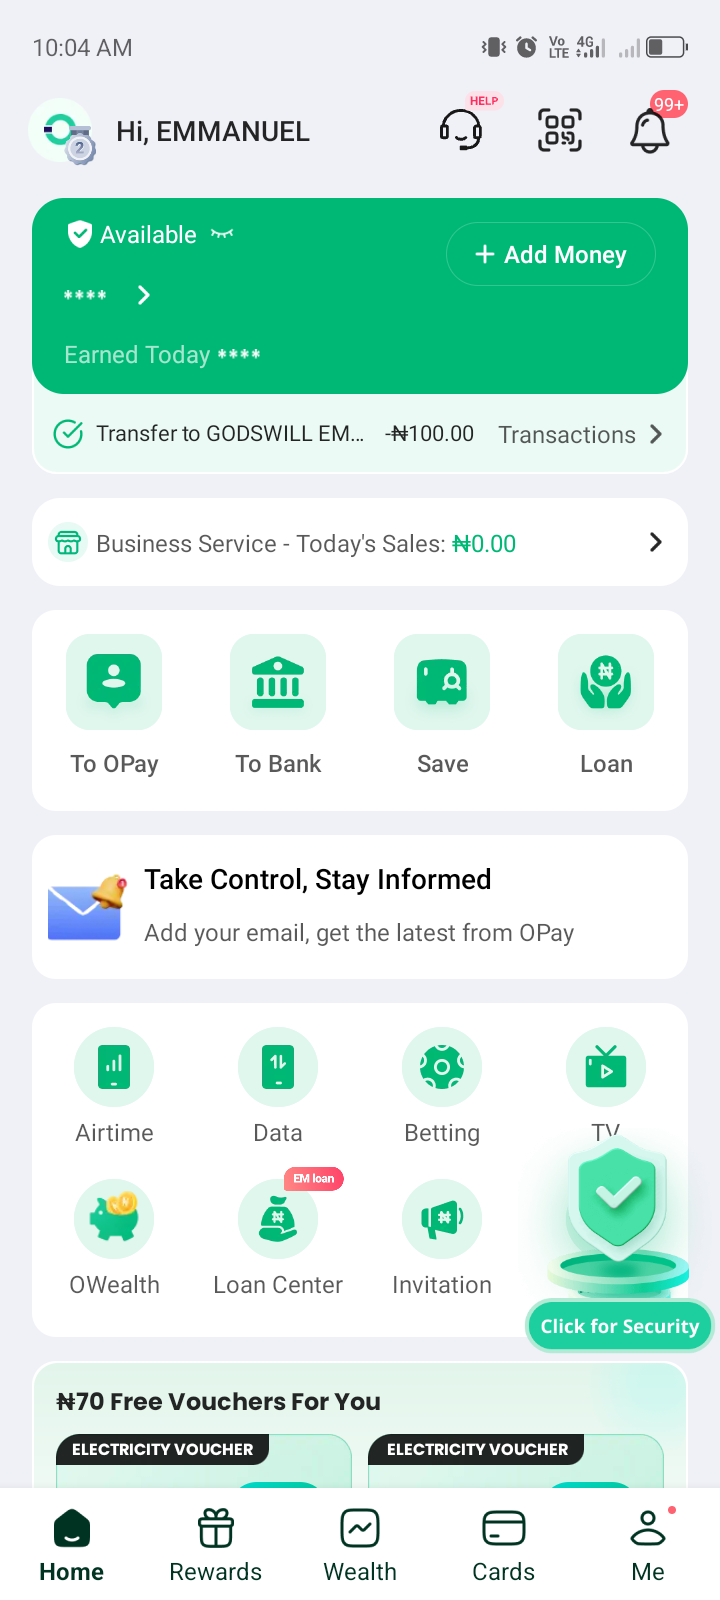 10:04 AM
Vo LTE 4G
HELP
99+
2
Hi, EMMANUEL
Available
+ Add Money
****
Earned Today ****
Transfer to GODSWILL EM... -₦100.00 Transactions
Business Service - Today's Sales: ₦0.00
To OPay To Bank Save Loan
Take Control, Stay Informed
Add your email, get the latest from OPay
Airtime Data Betting TV
EM loan
OWealth Loan Center Invitation
Click for Security
₦70 Free Vouchers For You
ELECTRICITY VOUCHER ELECTRICITY VOUCHER
Home Rewards Wealth Cards Me